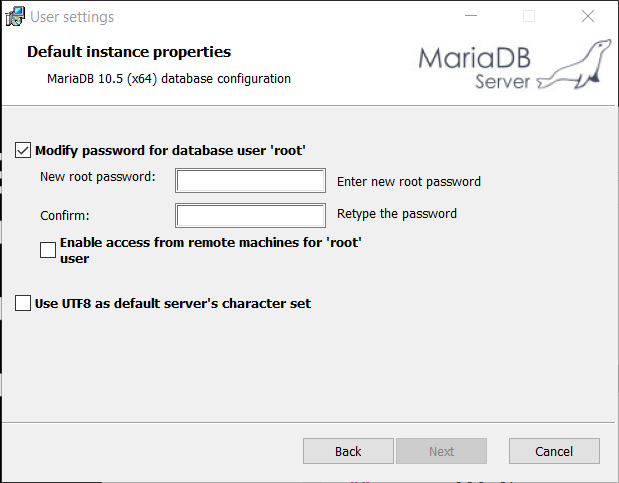 User settings
Default instance properties
MariaDB 10.5 (x64) database configuration
MariaDB
Server
Modify password for database user 'root'
New root password:
Enter new root password
Confirm:
Retype the password
Enable access from remote machines for 'root'
user
Use UTF8 as default server's character set
Back
Next
Cancel